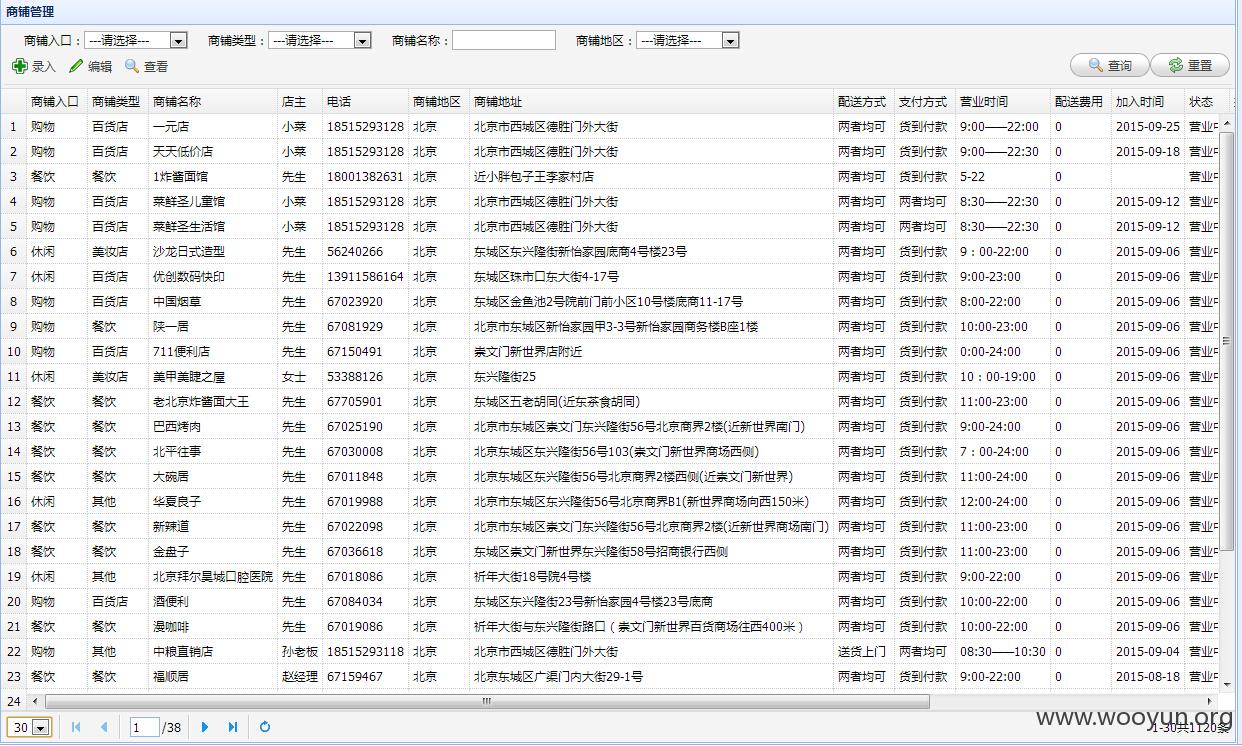 商铺管理
商铺入口： ---请选择--- 商铺类型： ---请选择--- 商铺名称： 商铺地区： ---请选择---
录入 编辑 查看 查询 重置
商铺入口 商铺类型 商铺名称 店主 电话 商铺地区 商铺地址 配送方式 支付方式 营业时间 配送费用 加入时间 状态
1 购物 百货店 一元店 小菜 18515293128 北京 北京市西城区德胜门外大街 两者均可 货到付款 9:00——22:00 0 2015-09-25 营业中
2 购物 百货店 天天低价店 小菜 18515293128 北京 北京市西城区德胜门外大街 两者均可 货到付款 9:00——22:30 0 2015-09-18 营业中
3 餐饮 餐饮 1炸酱面馆 先生 18001382631 北京 近小胖包子王李家村店 两者均可 货到付款 5-22 0 营业中
4 购物 百货店 菜鲜圣儿童馆 小菜 18515293128 北京 北京市西城区德胜门外大街 两者均可 两者均可 8:30——22:30 0 2015-09-12 营业中
5 购物 百货店 菜鲜圣生活馆 小菜 18515293128 北京 北京市西城区德胜门外大街 两者均可 两者均可 8:30——22:30 0 2015-09-12 营业中
6 休闲 美妆店 沙龙日式造型 先生 56240266 北京 东城区东兴隆街新怡家园底商4号楼23号 两者均可 货到付款 9：00-22:00 0 2015-09-06 营业中
7 休闲 百货店 优创数码快印 先生 13911586164 北京 东城区珠市口东大街4-17号 两者均可 货到付款 9:00-23:00 0 2015-09-06 营业中
8 购物 百货店 中国烟草 先生 67023920 北京 东城区金鱼池2号院前门前小区10号楼底商11-17号 两者均可 货到付款 8:00-22:00 0 2015-09-06 营业中
9 购物 餐饮 陕一居 先生 67081929 北京 北京市东城区新怡家园甲3-3号新怡家园商务楼B座1楼 两者均可 货到付款 10:00-23:00 0 2015-09-06 营业中
10 购物 百货店 711便利店 先生 67150491 北京 崇文门新世界店附近 两者均可 货到付款 0:00-24:00 0 2015-09-06 营业中
11 休闲 美妆店 美甲美睫之屋 女士 53388126 北京 东兴隆街25 两者均可 货到付款 10：00-19:00 0 2015-09-06 营业中
12 餐饮 餐饮 老北京炸酱面大王 先生 67705901 北京 东城区五老胡同(近东茶食胡同) 两者均可 货到付款 11:00-23:00 0 2015-09-06 营业中
13 餐饮 餐饮 巴西烤肉 先生 67025190 北京 北京市东城区崇文门东兴隆街56号北京商界2楼(近新世界南门) 两者均可 货到付款 9:00-24:00 0 2015-09-06 营业中
14 餐饮 餐饮 北平往事 先生 67030008 北京 北京东城区东兴隆街56号103(崇文门新世界商场西侧) 两者均可 货到付款 7：00-24:00 0 2015-09-06 营业中
15 餐饮 餐饮 大碗居 先生 67011848 北京 北京东城区东兴隆街56号北京商界2楼西侧(近崇文门新世界) 两者均可 货到付款 11:00-24:00 0 2015-09-06 营业中
16 休闲 其他 华夏良子 先生 67019988 北京 北京市东城区东兴隆街56号北京商界B1(新世界商场向西150米) 两者均可 货到付款 12:00-24:00 0 2015-09-06 营业中
17 餐饮 餐饮 新辣道 先生 67022098 北京 北京市东城区崇文门东兴隆街56号北京商界2楼(近新世界商场南门) 两者均可 货到付款 11:00-23:00 0 2015-09-06 营业中
18 餐饮 餐饮 金盘子 先生 67036618 北京 东城区崇文门新世界东兴隆街58号招商银行西侧 两者均可 货到付款 11:00-23:00 0 2015-09-06 营业中
19 休闲 其他 北京拜尔昊城口腔医院 先生 67018086 北京 祈年大街18号院4号楼 两者均可 货到付款 9:00-22:00 0 2015-09-06 营业中
20 购物 百货店 酒便利 先生 67084034 北京 东城区东兴隆街23号新怡家园4号楼23号底商 两者均可 货到付款 10:00-22:00 0 2015-09-06 营业中
21 餐饮 餐饮 漫咖啡 先生 67019086 北京 祈年大街与东兴隆街路口（崇文门新世界百货商场往西400米） 两者均可 货到付款 10:00-22:00 0 2015-09-06 营业中
22 购物 其他 中粮直销店 孙老板 18515293118 北京 北京市西城区德胜门外大街 送货上门 两者均可 08:30——10:30 0 2015-09-04 营业中
23 餐饮 餐饮 福顺居 赵经理 67159467 北京 北京东城区广渠门内大街29-1号 两者均可 货到付款 9:00-22:00 0 2015-08-18 营业中
24
30 1 /38 1-30共1120条
www.wooyun.org